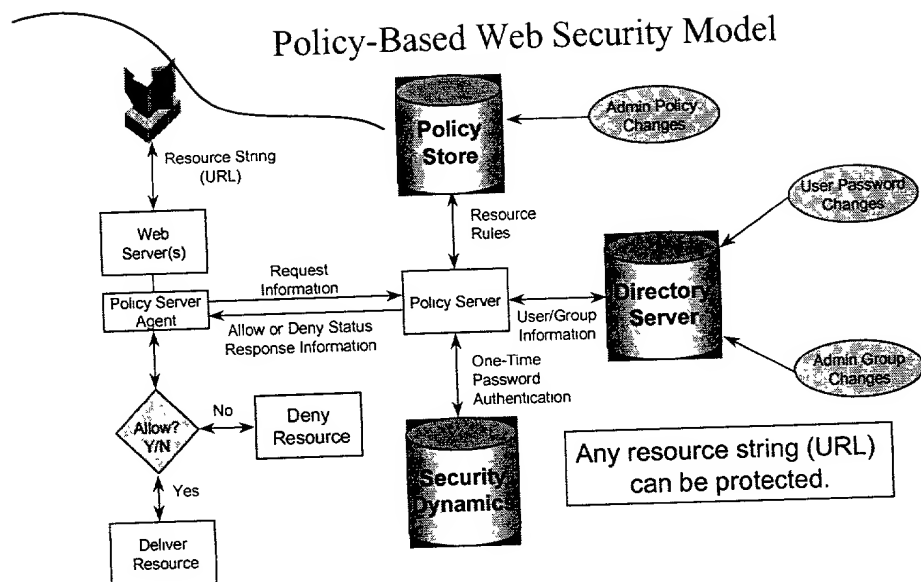 Policy-Based Web Security Model
Policy
Store
Admin Policy
Changes
Resource String
(URL)
User Password
Changes
Resource
Rules
Web
Server(s)
Request
Information
Policy Server
Agent
Policy Server
Directory
Server
Allow or Deny Status
Response Information
User/Group
Information
One-Time
Password
Authentication
Admin Group
Changes
Allow?
Y/N
No
Deny
Resource
Yes
Security
Dynamics
Any resource string (URL)
can be protected.
Deliver
Resource